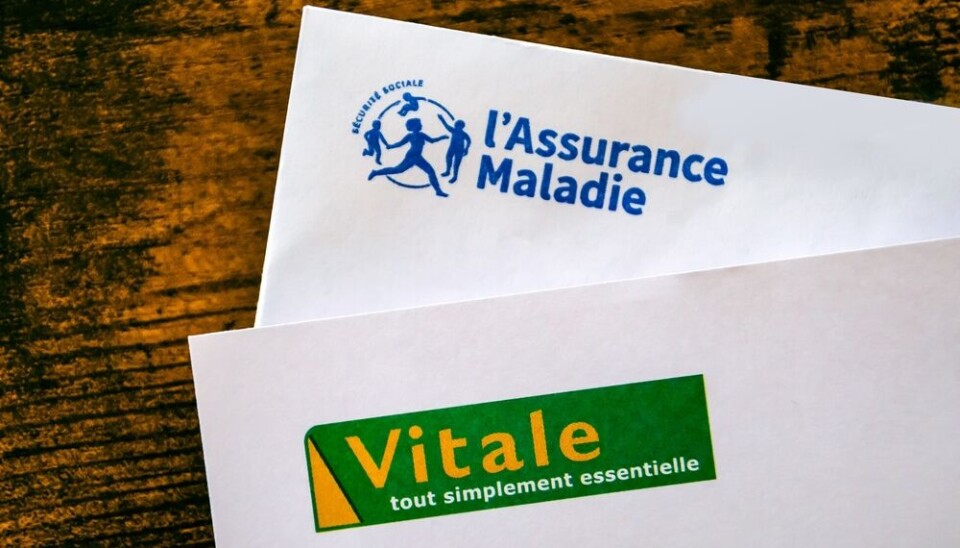 SÉCURITÉ SOCIALE
l'Assurance
Maladie
Vitale
tout simplement essentielle